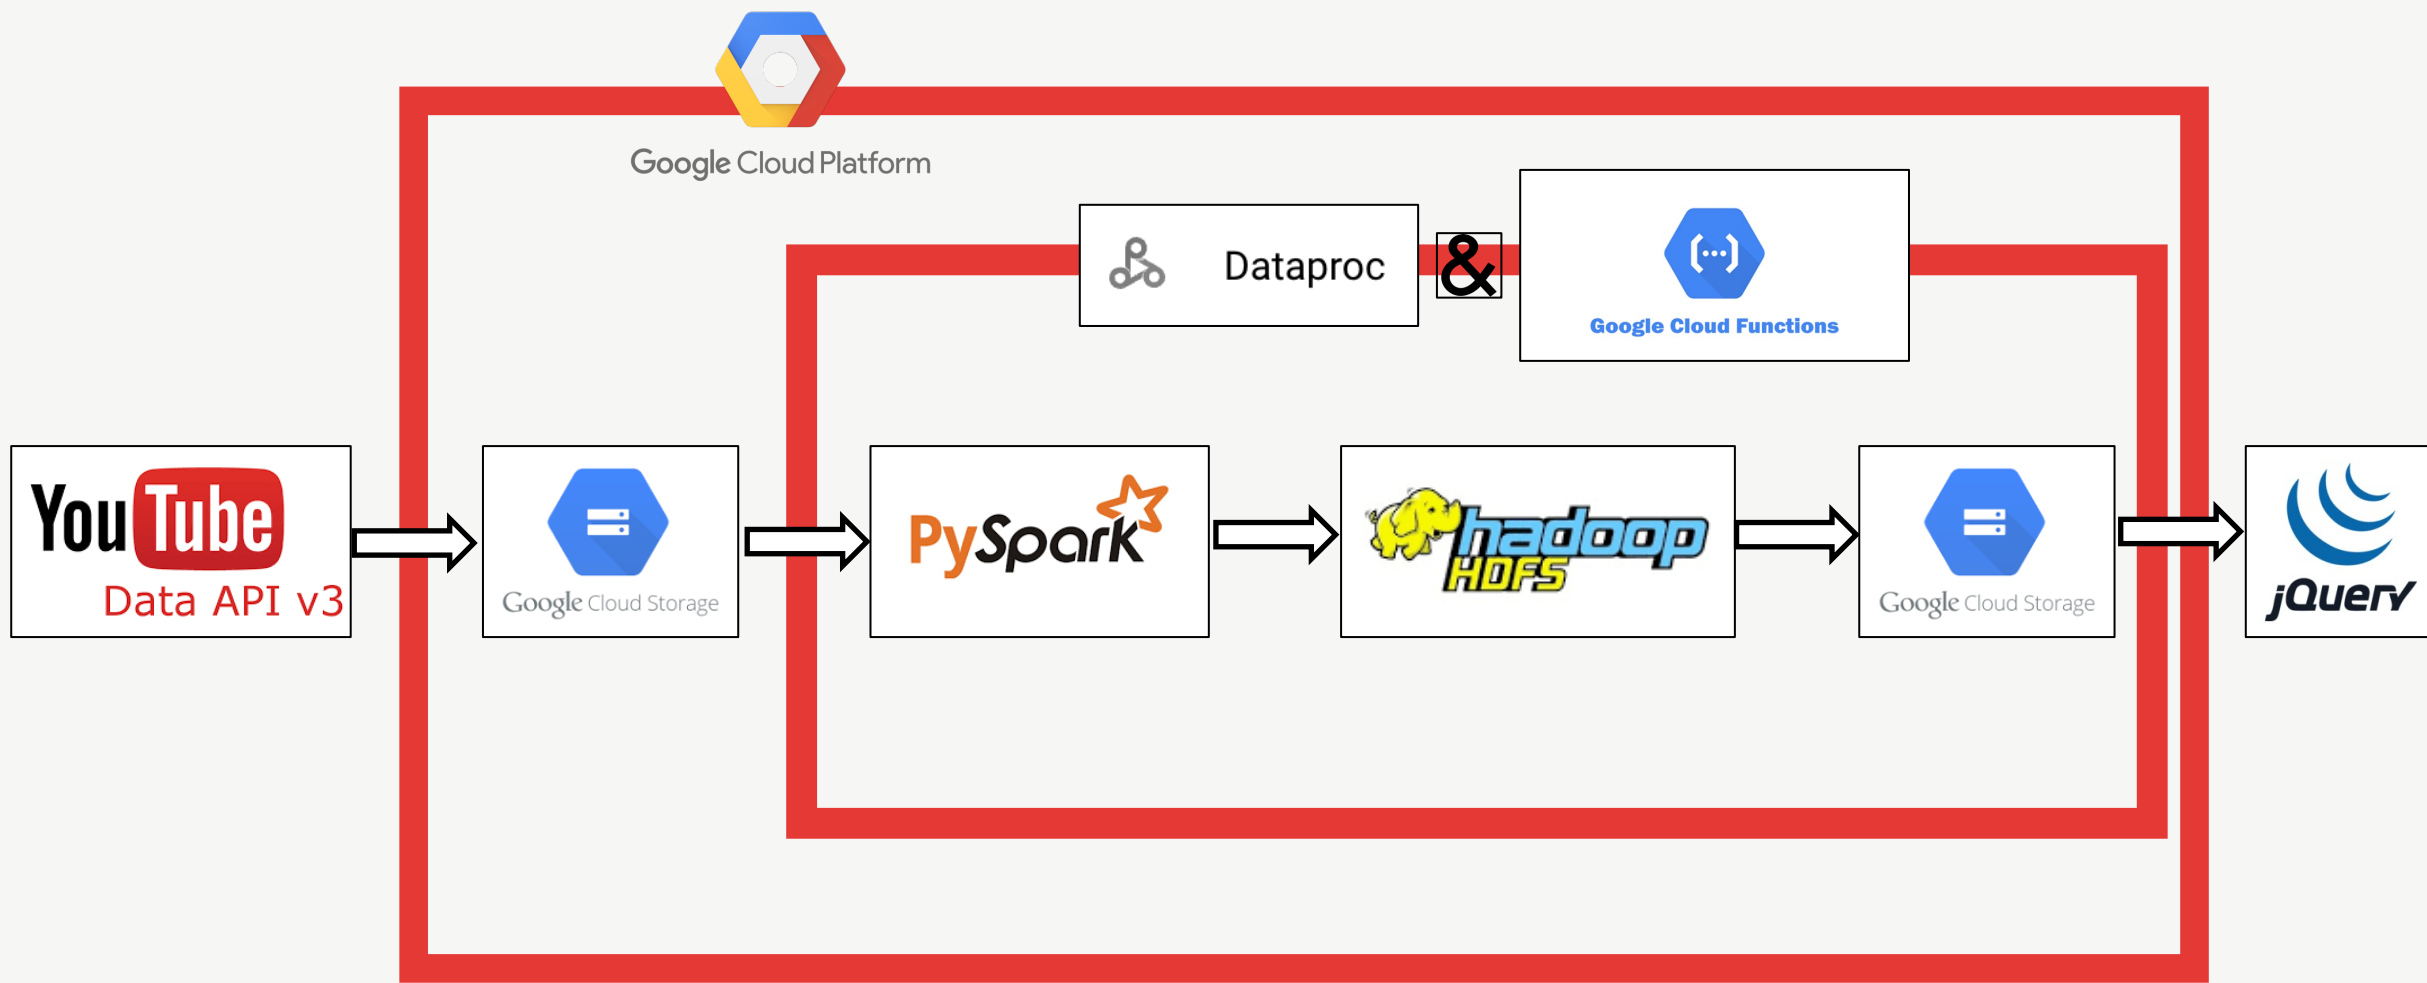 Google Cloud Platform
Dataproc
&
Google Cloud Functions
YouTube
Data API v3
Google Cloud Storage
PySpark
hadoop
HDFS
Google Cloud Storage
jQuery